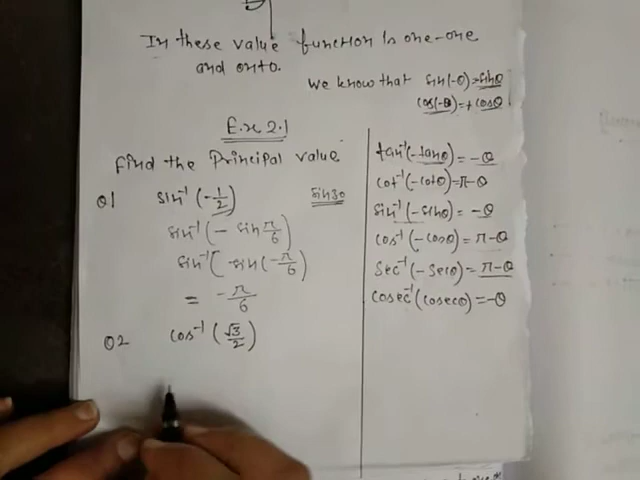 In these value function is one-one
and onto.
we know that sin(-θ)=sinθ
cos(-θ)=+cosθ
Ex 2.1
Find the Principal value
Q1 sin⁻¹(-1/2) sin30
sin⁻¹(-sin π/6)
sin⁻¹(sin(-π/6)
= -π/6
Q2 cos⁻¹(√3/2)
tan⁻¹(-tanθ)=-θ
cot⁻¹(-cotθ)=π-θ
sin⁻¹(-sinθ)=-θ
cos⁻¹(-cosθ)=π-θ
sec⁻¹(-secθ)=π-θ
cosec⁻¹(cosecθ)=-θ